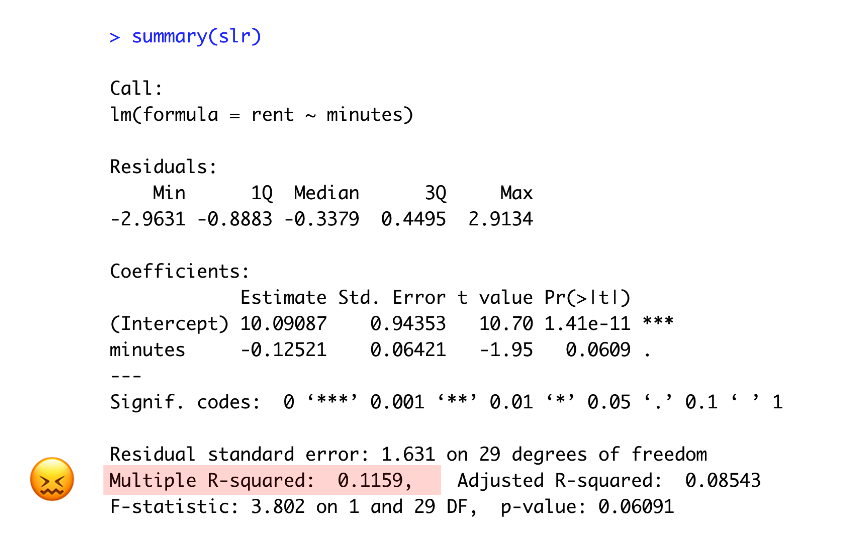 > summary(slr)
Call:
lm(formula = rent ~ minutes)
Residuals:
Min 1Q Median 3Q Max
-2.9631 -0.8883 -0.3379 0.4495 2.9134
Coefficients:
Estimate Std. Error t value Pr(>|t|)
(Intercept) 10.09087 0.94353 10.70 1.41e-11 ***
minutes -0.12521 0.06421 -1.95 0.0609 .
---
Signif. codes: 0 ‘***’ 0.001 ‘**’ 0.01 ‘*’ 0.05 ‘.’ 0.1 ‘ ’ 1
Residual standard error: 1.631 on 29 degrees of freedom
Multiple R-squared: 0.1159, Adjusted R-squared: 0.08543
F-statistic: 3.802 on 1 and 29 DF, p-value: 0.06091